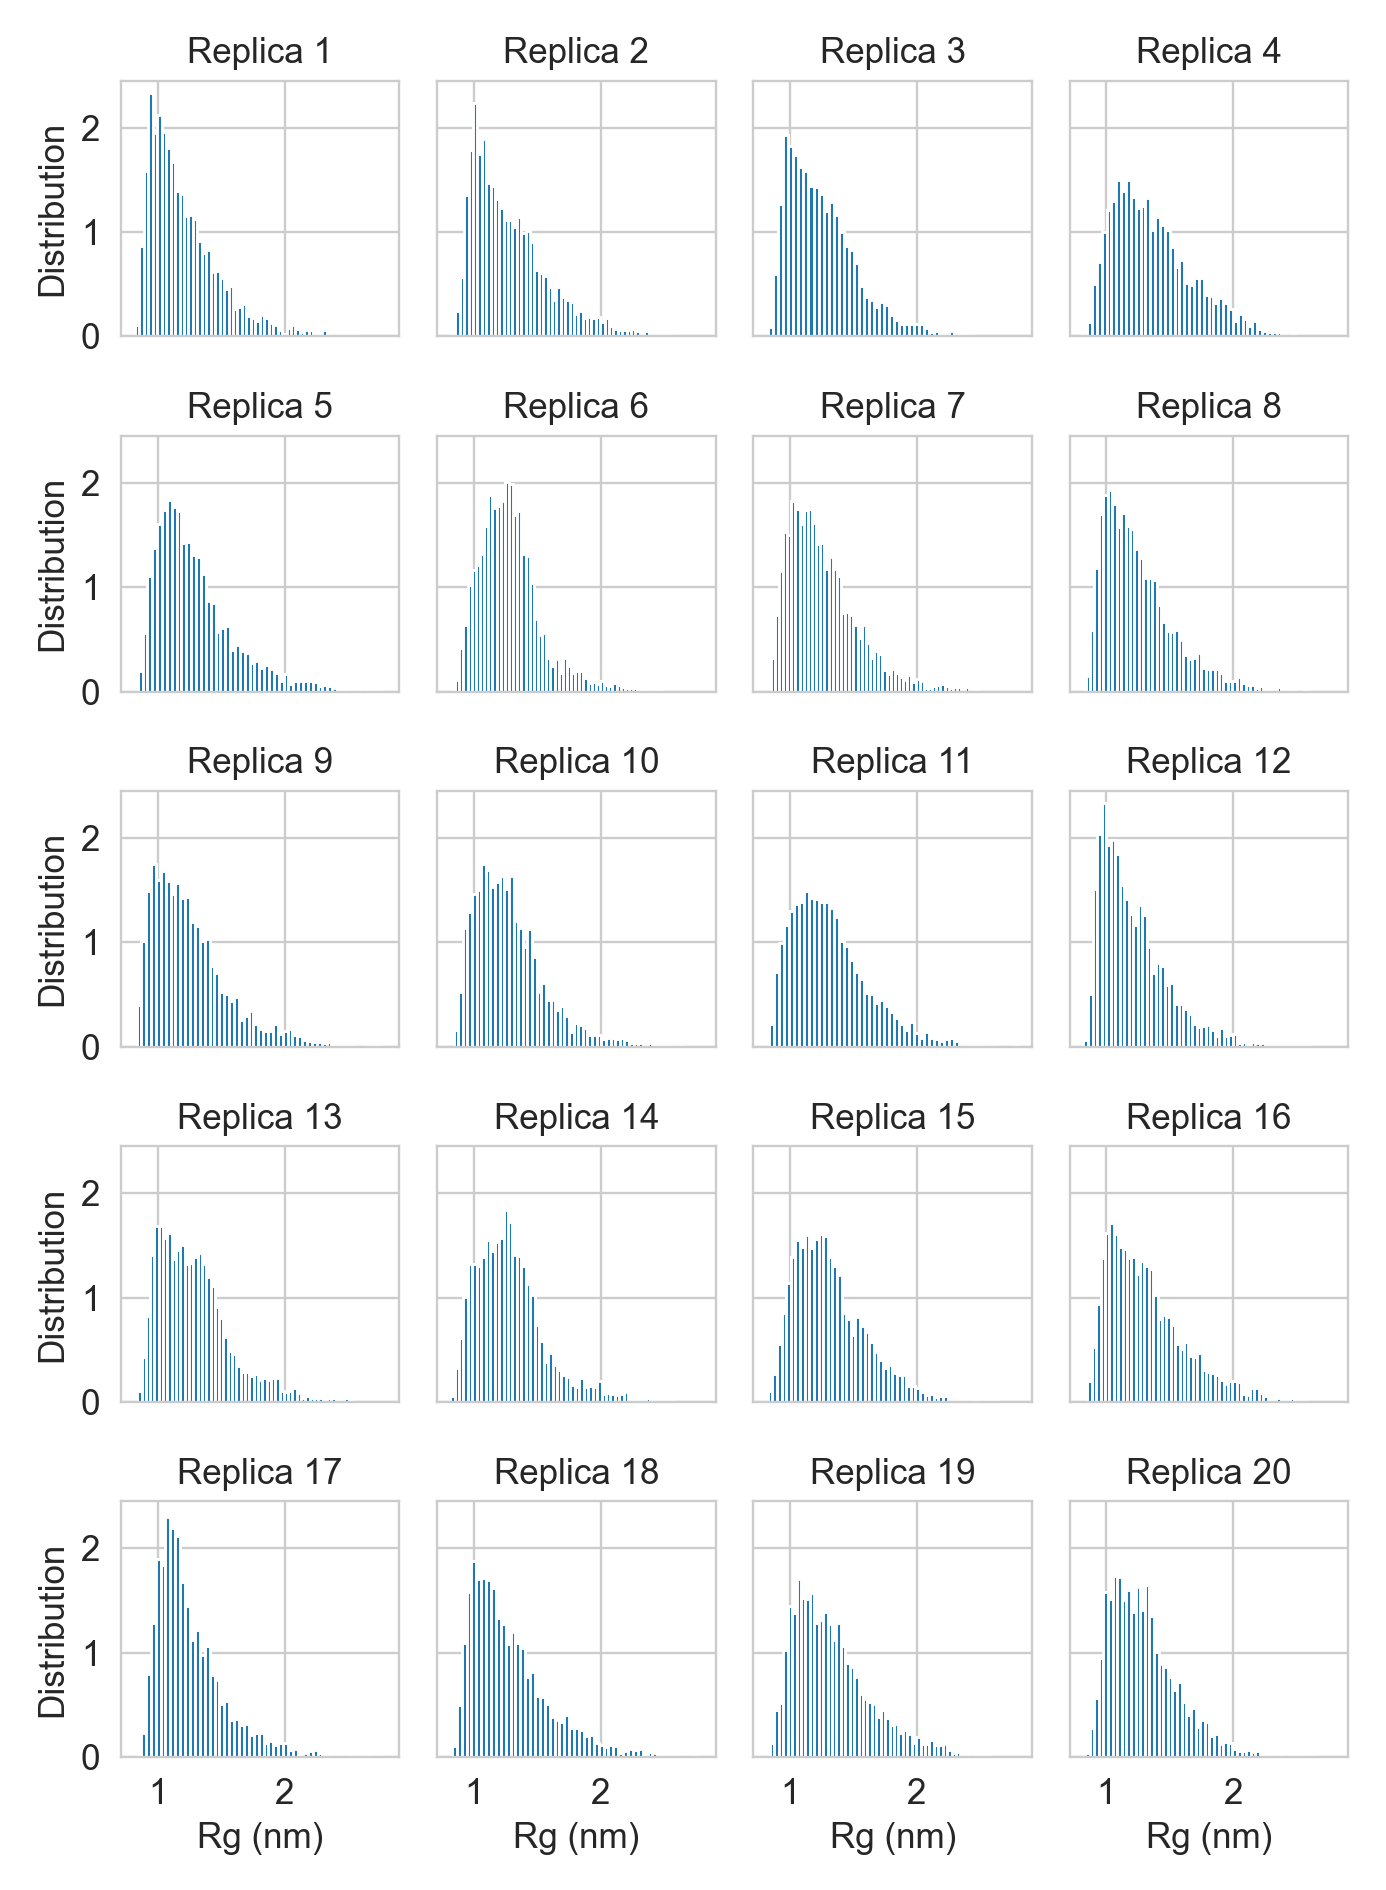 Replica 1 Replica 2 Replica 3 Replica 4
Distribution
2
1
0
Replica 5 Replica 6 Replica 7 Replica 8
Distribution
2
1
0
Replica 9 Replica 10 Replica 11 Replica 12
Distribution
2
1
0
Replica 13 Replica 14 Replica 15 Replica 16
Distribution
2
1
0
Replica 17 Replica 18 Replica 19 Replica 20
Distribution
2
1
0
1 2 1 2 1 2 1 2
Rg (nm) Rg (nm) Rg (nm) Rg (nm)